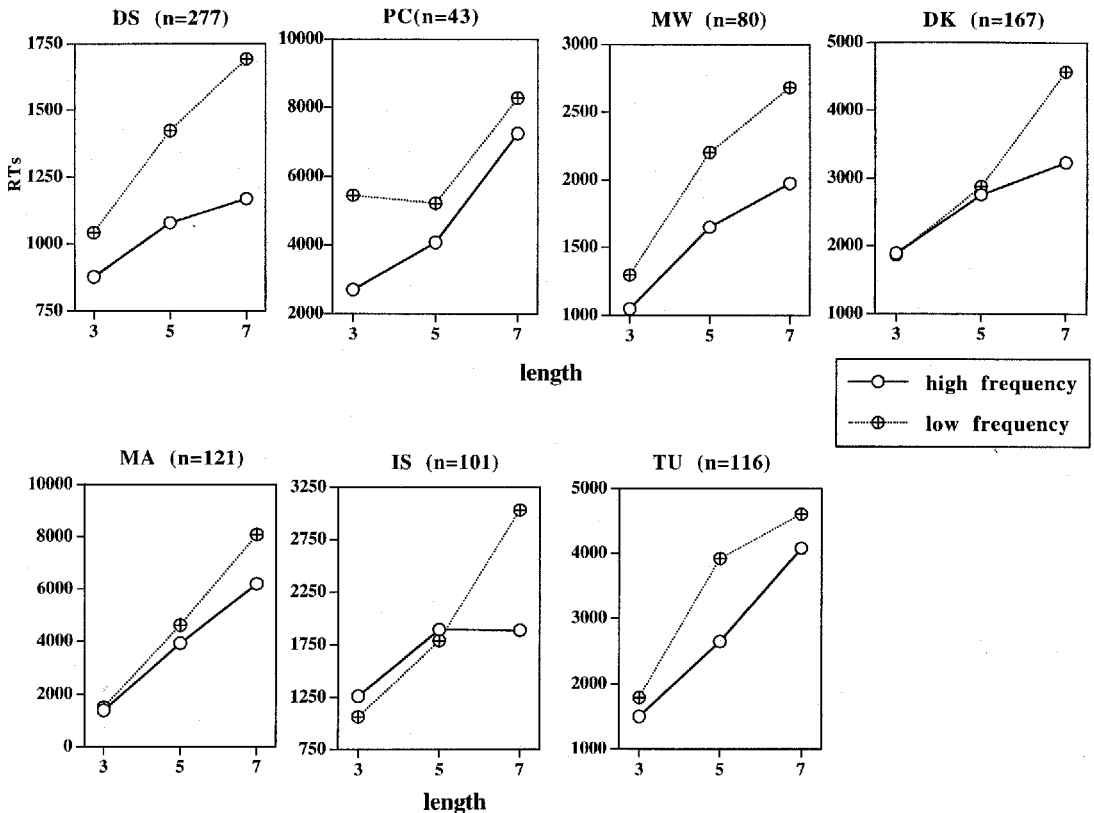 DS (n=277)
PC(n=43)
MW (n=80)
DK (n=167)
RTs
1750
1500
1250
1000
750
3 5 7
10000
8000
6000
4000
2000
3 5 7
3000
2500
2000
1500
1000
3 5 7
5000
4000
3000
2000
1000
3 5 7
length
high frequency
low frequency
MA (n=121)
IS (n=101)
TU (n=116)
10000
8000
6000
4000
2000
0
3 5 7
3250
2750
2250
1750
1250
750
3 5 7
5000
4000
3000
2000
1000
3 5 7
length